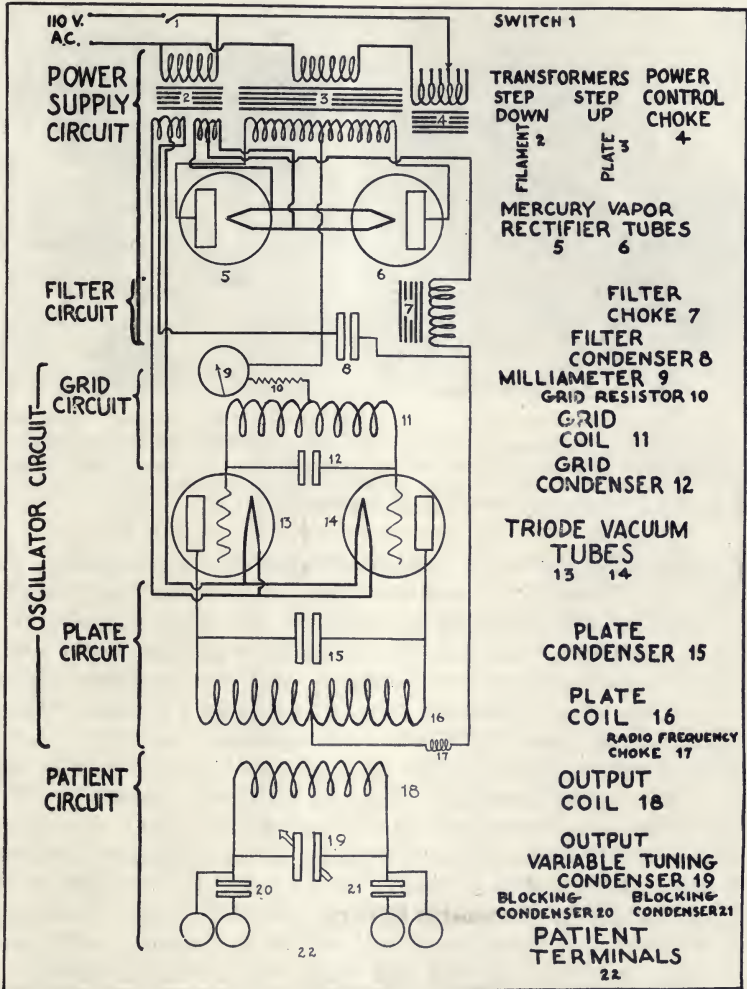 110 V.
A.C.
1
SWITCH 1
POWER
SUPPLY
CIRCUIT
2
3
4
TRANSFORMERS
STEP
DOWN
STEP
UP
FILAMENT
2
PLATE
3
POWER
CONTROL
CHOKE
4
MERCURY VAPOR
RECTIFIER TUBES
5 6
5
6
FILTER
CIRCUIT
7
8
FILTER
CHOKE 7
FILTER
CONDENSER 8
MILLIAMETER 9
GRID RESISTOR 10
GRID
COIL 11
GRID
CONDENSER 12
OSCILLATOR CIRCUIT
GRID
CIRCUIT
9
10
11
12
13
14
TRIODE VACUUM
TUBES
13 14
PLATE
CIRCUIT
15
16
17
PLATE
CONDENSER 15
PLATE
COIL 16
RADIO FREQUENCY
CHOKE 17
PATIENT
CIRCUIT
18
19
20
21
22
OUTPUT
COIL 18
OUTPUT
VARIABLE TUNING
CONDENSER 19
BLOCKING
CONDENSER 20
BLOCKING
CONDENSER 21
PATIENT
TERMINALS
22